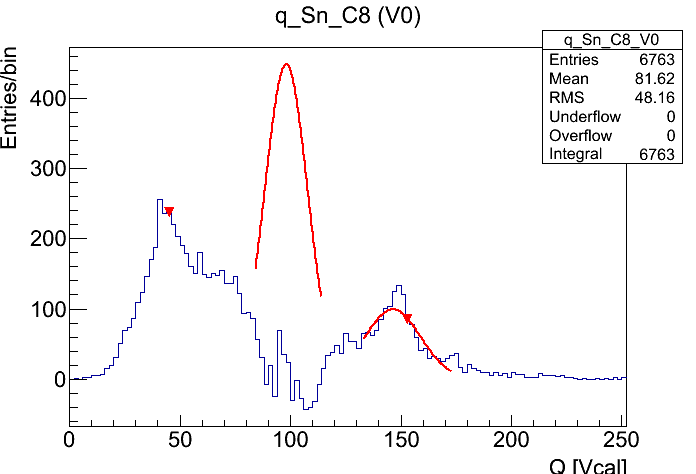 q_Sn_C8 (V0)
q_Sn_C8_V0
Entries 6763
Mean 81.62
RMS 48.16
Underflow 0
Overflow 0
Integral 6763
Entries/bin
400
300
200
100
0
0 50 100 150 200 250
Q [Vcal]